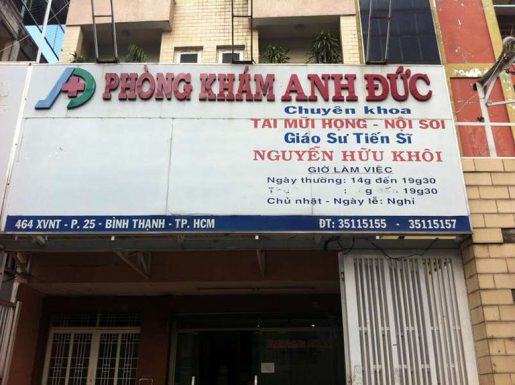 PHÒNG KHÁM ANH ĐỨC
Chuyên khoa
TAI MŨI HỌNG - NỘI SOI
Giáo Sư Tiến Sĩ
NGUYỄN HỮU KHÔI
GIỜ LÀM VIỆC
Ngày thường: 14g đến 19g30
g đến 19g30
Chủ nhật - Ngày lễ: Nghỉ
464 XVNT - P. 25 - BÌNH THẠNH - TP. HCM ĐT: 35115155 - 35115157